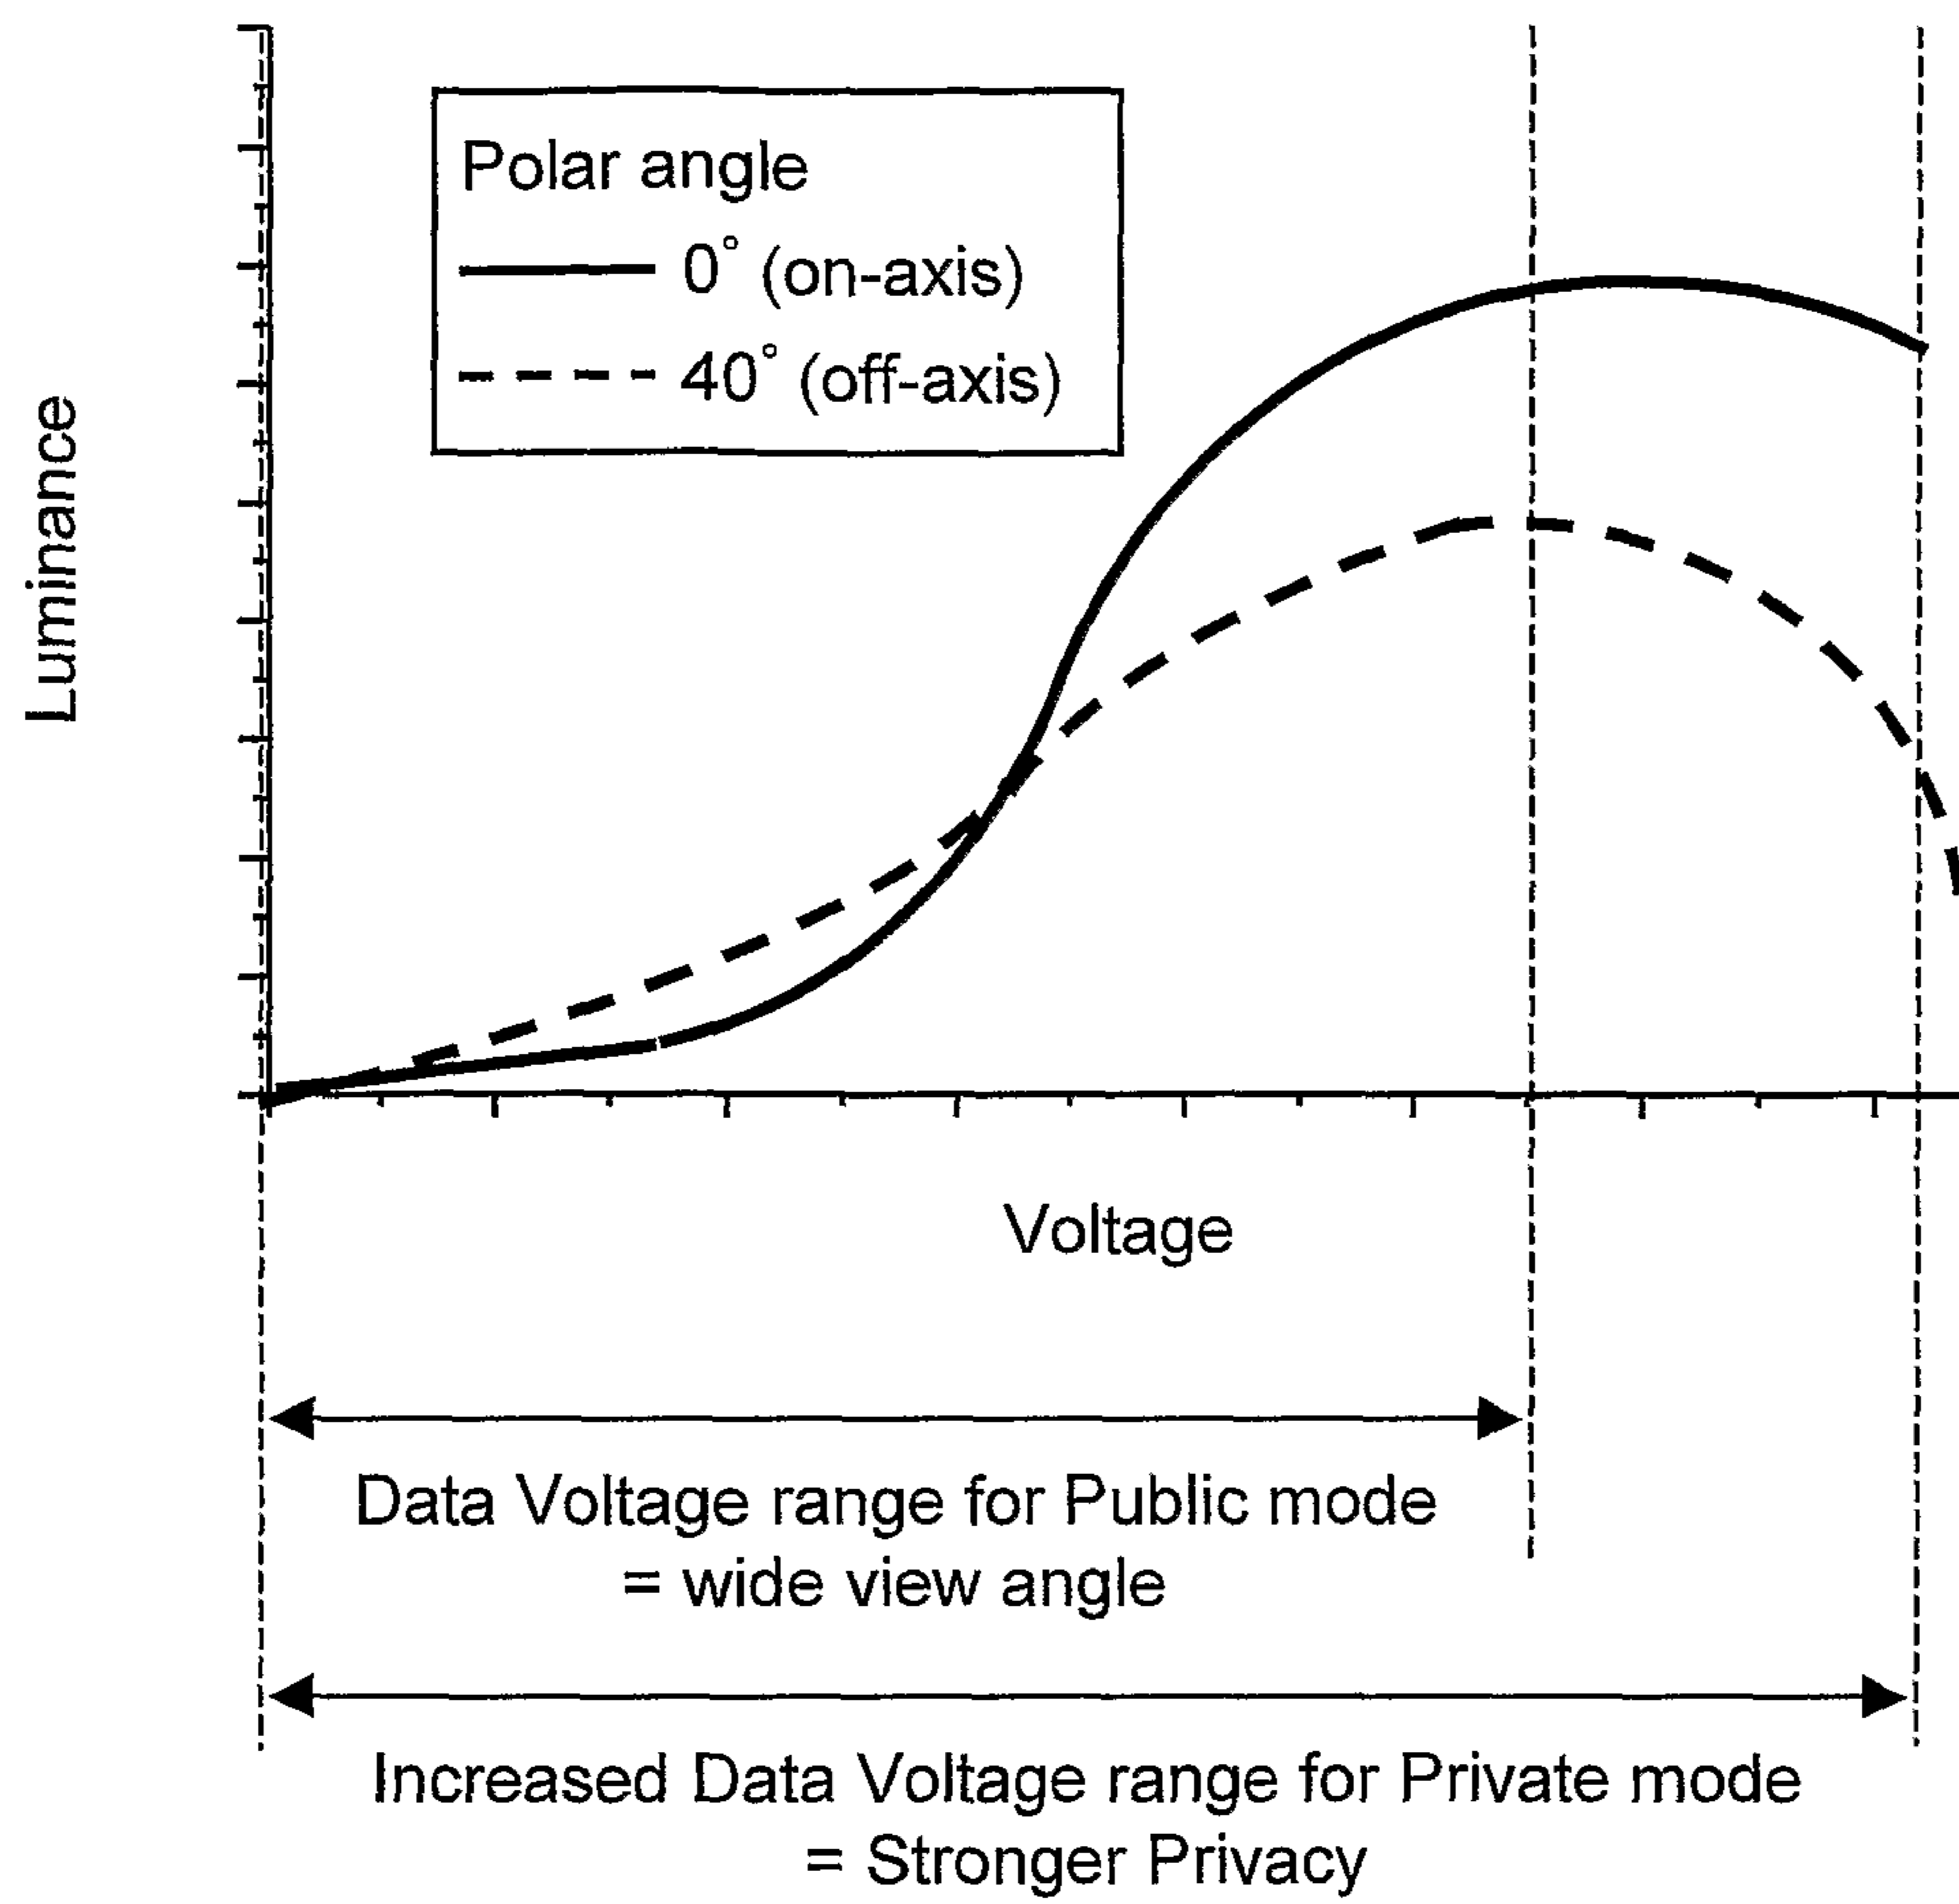 Luminance
Polar angle
0° (on-axis)
40° (off-axis)
Voltage
Data Voltage range for Public mode
= wide view angle
Increased Data Voltage range for Private mode
= Stronger Privacy